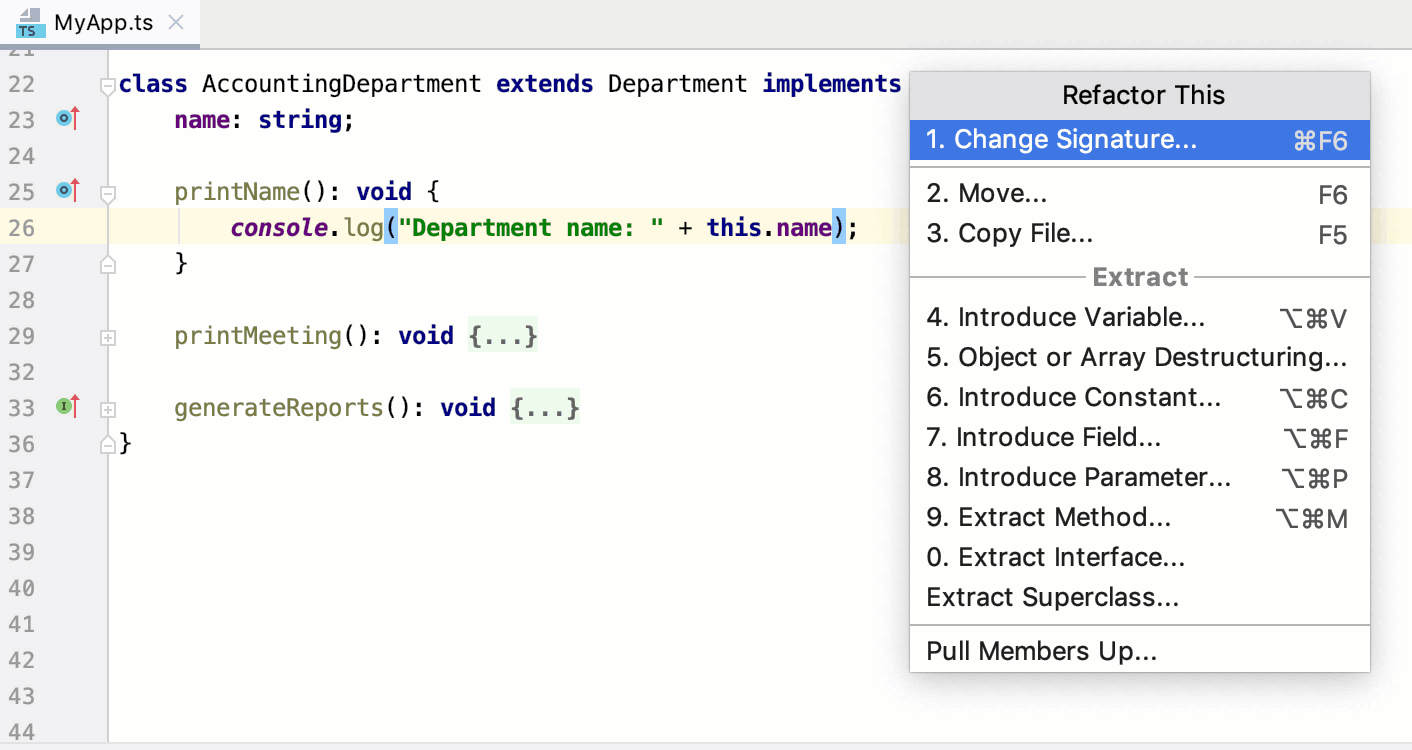 TS MyApp.ts
21
22 class AccountingDepartment extends Department implements
23 name: string;
24
25 printName(): void {
26 console.log("Department name: " + this.name);
27 }
28
29 printMeeting(): void {...}
32
33 I generateReports(): void {...}
36 }
37
38
39
40
41
42
43
44
Refactor This
1. Change Signature... ⌘F6
2. Move... F6
3. Copy File... F5
Extract
4. Introduce Variable... ⌥⌘V
5. Object or Array Destructuring...
6. Introduce Constant... ⌥⌘C
7. Introduce Field... ⌥⌘F
8. Introduce Parameter... ⌥⌘P
9. Extract Method... ⌥⌘M
0. Extract Interface...
Extract Superclass...
Pull Members Up...